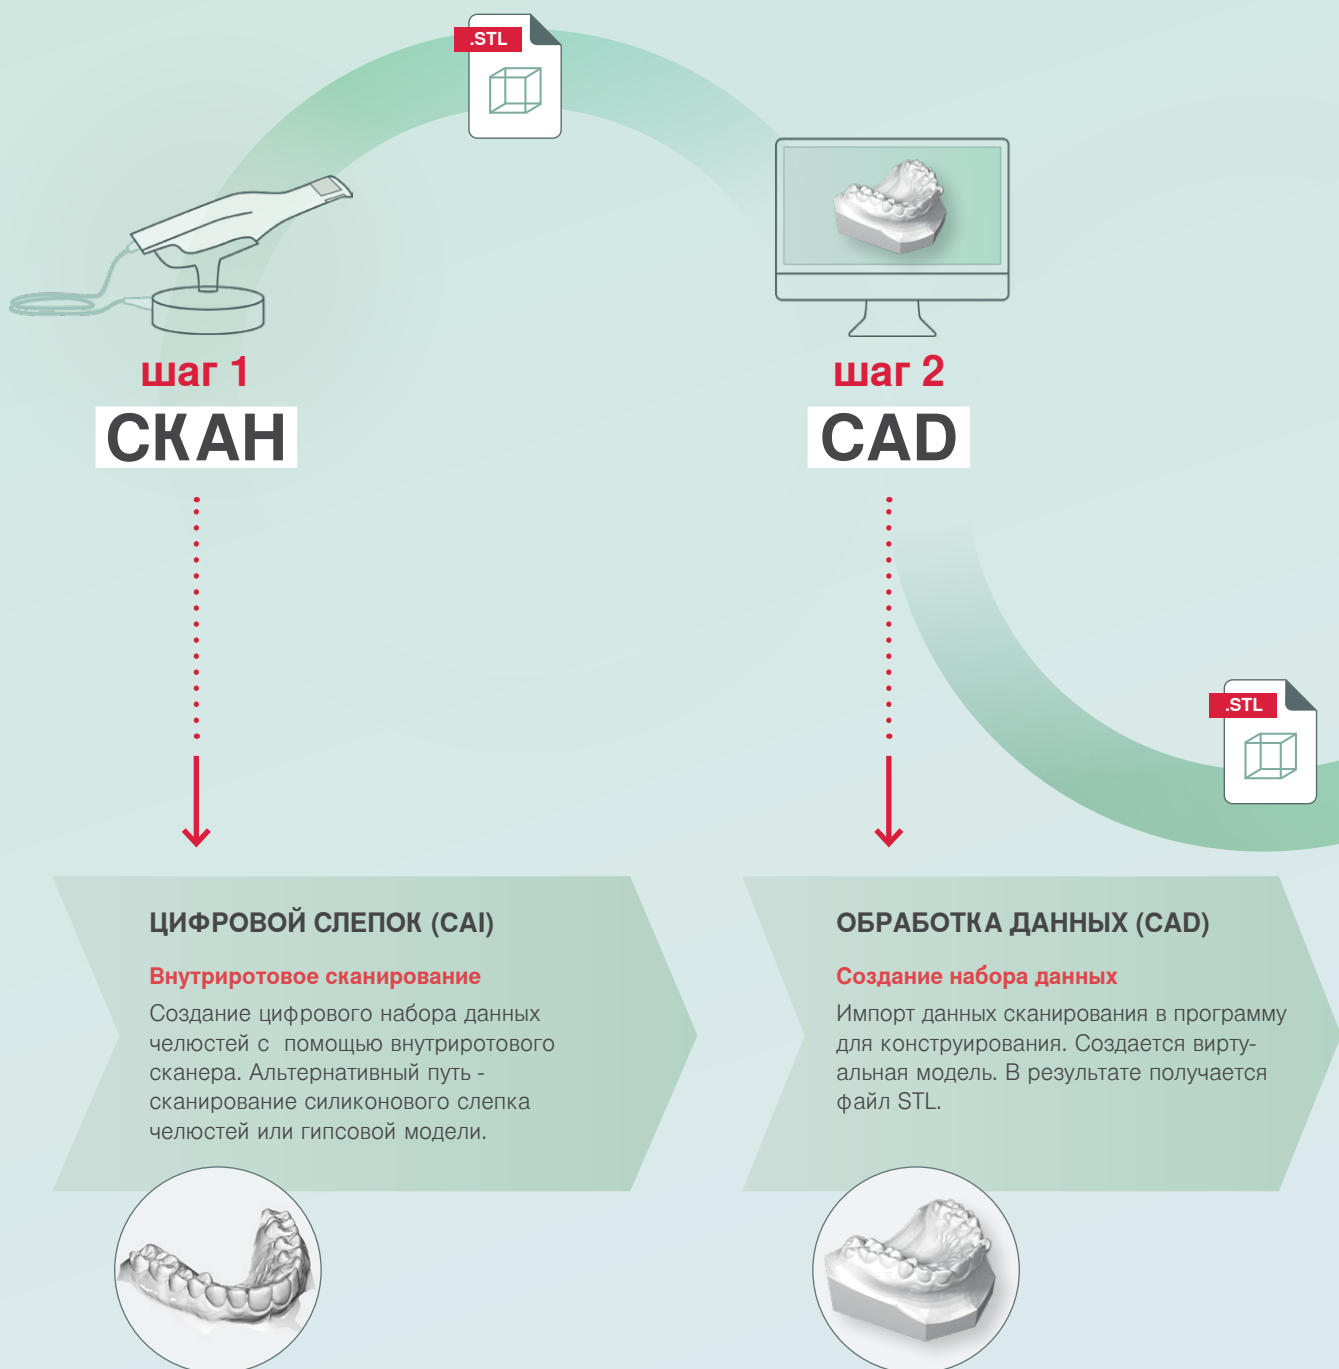 .STL
шаг 1
СКАН
шаг 2
CAD
.STL
ЦИФРОВОЙ СЛЕПОК (CAI)
Внутриротовое сканирование
Создание цифрового набора данных
челюстей с помощью внутриротового
сканера. Альтернативный путь -
сканирование силиконового слепка
челюстей или гипсовой модели.
ОБРАБОТКА ДАННЫХ (CAD)
Создание набора данных
Импорт данных сканирования в программу
для конструирования. Создается вирту-
альная модель. В результате получается
файл STL.